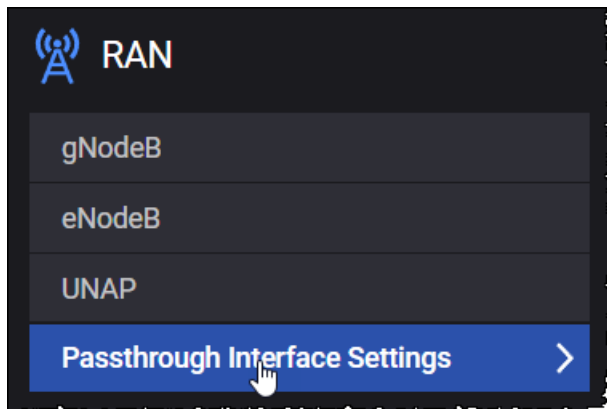 RAN
gNodeB
eNodeB
UNAP
Passthrough Interface Settings